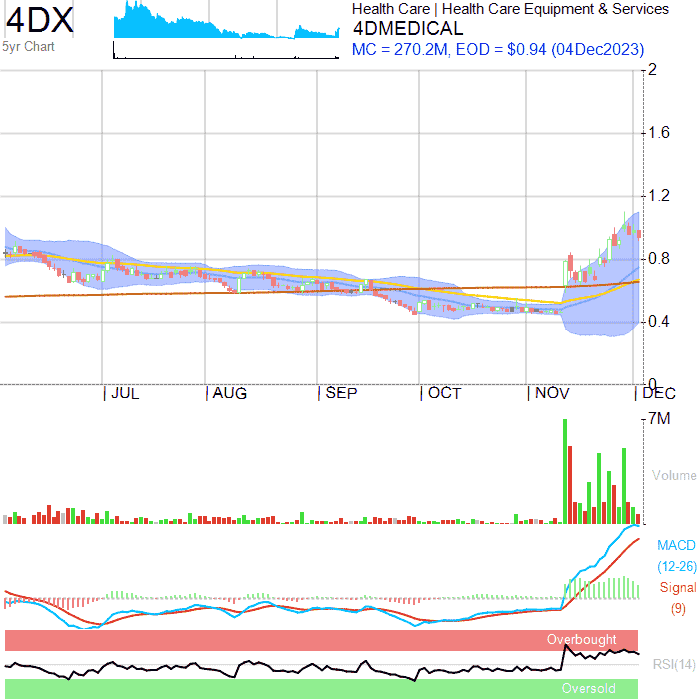 4DX
5yr Chart
Health Care | Health Care Equipment & Services
4DMEDICAL
MC = 270.2M, EOD = $0.94 (04Dec2023)
2
1.6
1.2
0.8
0.4
0
JUL AUG SEP OCT NOV DEC
7M
Volume
MACD
(12-26)
Signal
(9)
Overbought
RSI(14)
Oversold